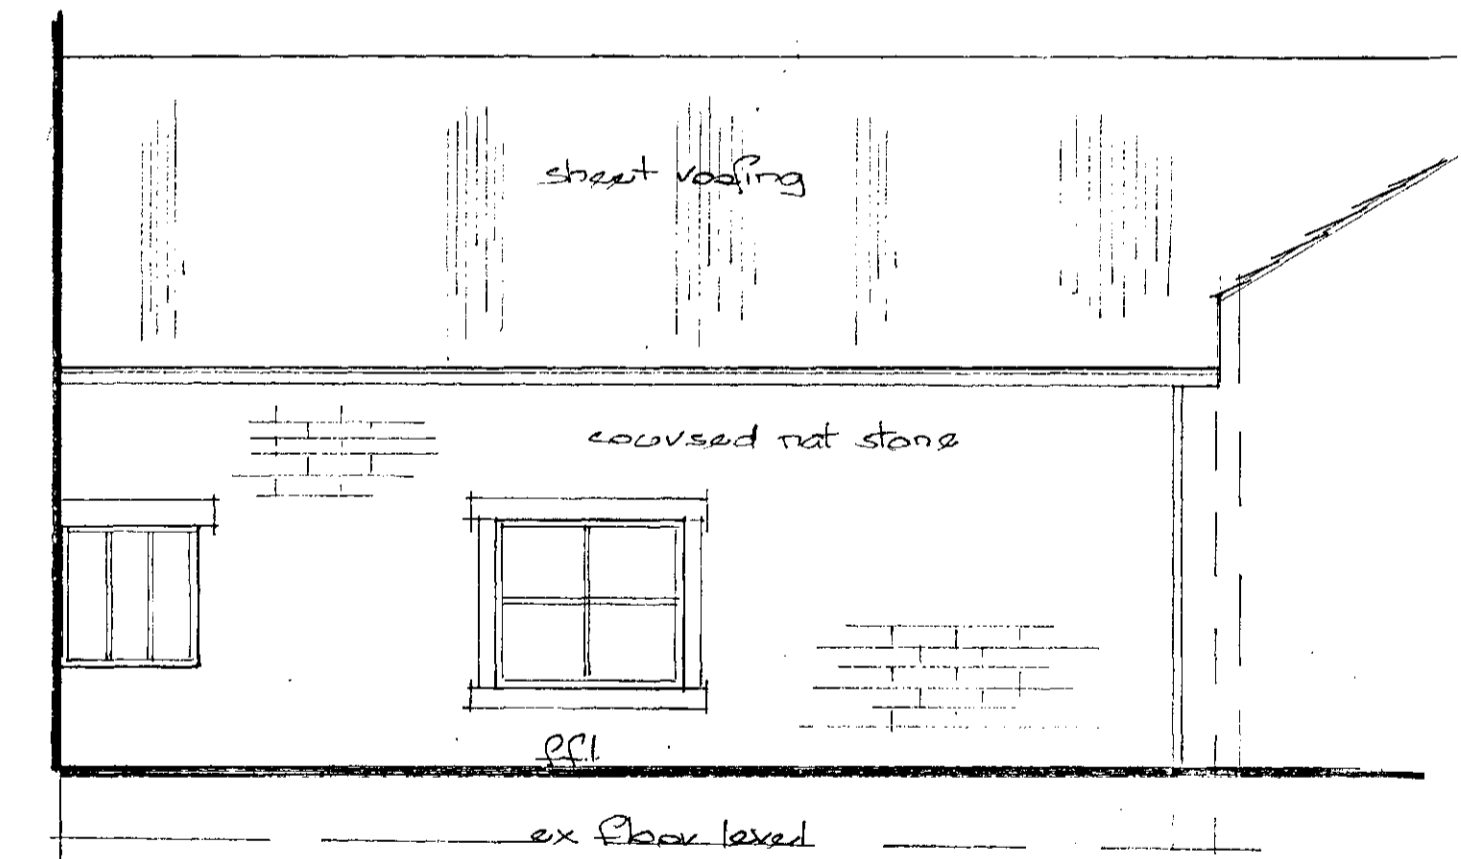 sheet roofing
coursed nat stone
ffl
ex floor level